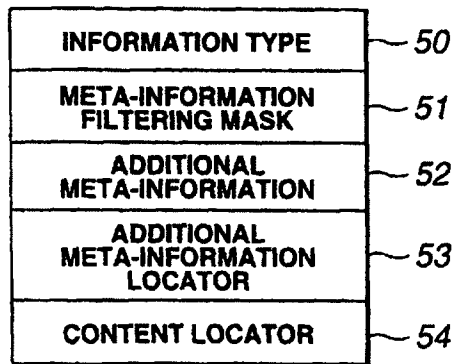 INFORMATION TYPE 50
META-INFORMATION
FILTERING MASK 51
ADDITIONAL
META-INFORMATION 52
ADDITIONAL
META-INFORMATION
LOCATOR 53
CONTENT LOCATOR 54